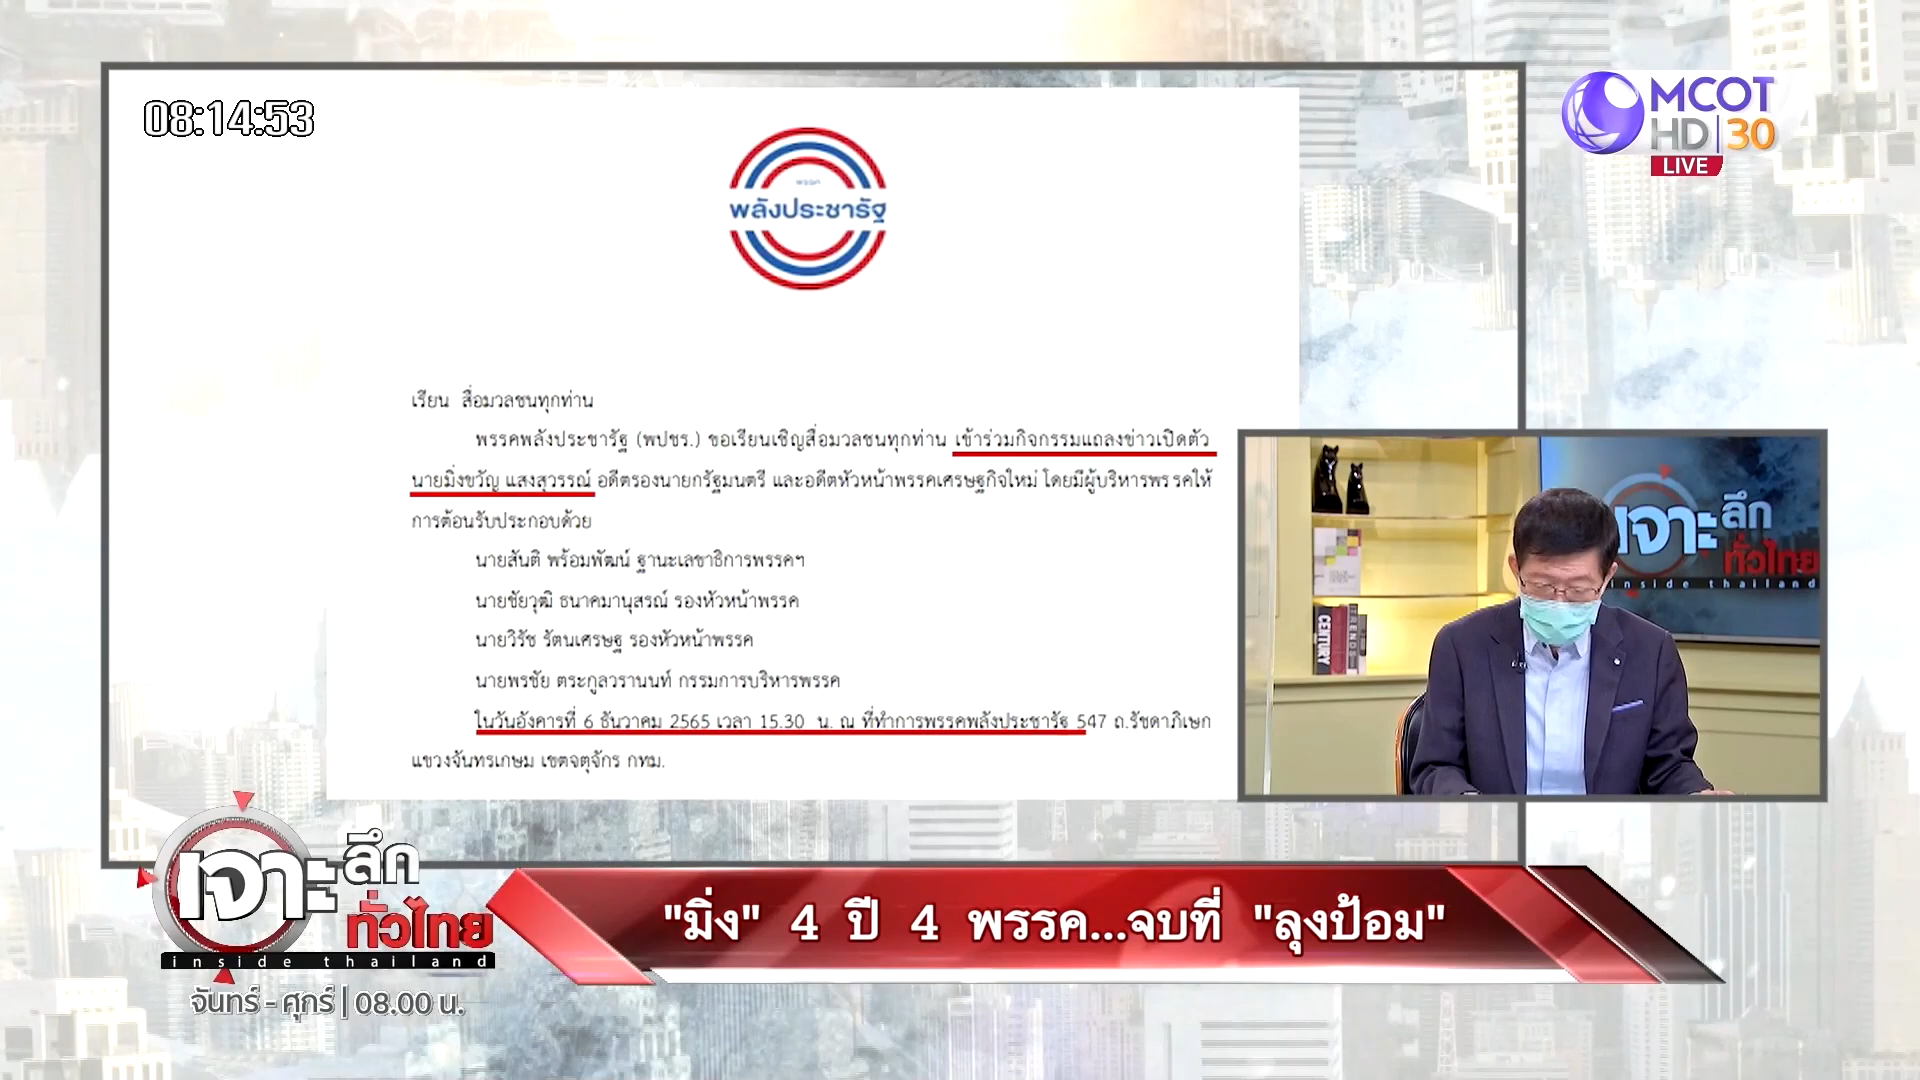 08:14:53
MCOT
HD 30
LIVE
พรรค
พลังประชารัฐ
เรียน สื่อมวลชนทุกท่าน
พรรคพลังประชารัฐ (พปชร.) ขอเรียนเชิญสื่อมวลชนทุกท่าน เข้าร่วมกิจกรรมแถลงข่าวเปิดตัว
นายมิ่งขวัญ แสงสุวรรณ์ อดีตรองนายกรัฐมนตรี และอดีตหัวหน้าพรรคเศรษฐกิจใหม่ โดยมีผู้บริหารพรรคให้
การต้อนรับประกอบด้วย
นายสันติ พร้อมพัฒน์ ฐานะเลขาธิการพรรคฯ
นายชัยวุฒิ ธนาคมานุสรณ์ รองหัวหน้าพรรค
นายวิรัช รัตนเศรษฐ รองหัวหน้าพรรค
นายพรชัย ตระกูลวรานนท์ กรรมการบริหารพรรค
ในวันอังคารที่ 6 ธันวาคม 2565 เวลา 15.30 น. ณ ที่ทำการพรรคพลังประชารัฐ 547 ถ.รัชดาภิเษก
แขวงจันทรเกษม เขตจตุจักร กทม.
เจาะลึก
ทั่วไทย
inside thailand
CENTURY
เจาะลึก
ทั่วไทย
inside thailand
จันทร์ - ศุกร์ | 08.00 น.
"มิ่ง" 4 ปี 4 พรรค...จบที่ "ลุงป้อม"